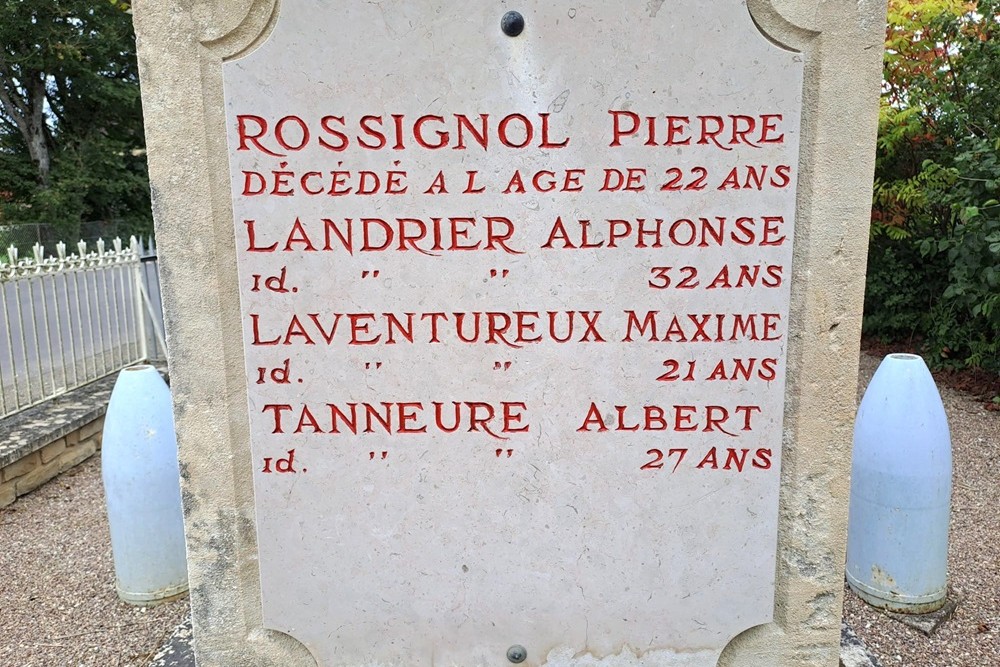 ROSSIGNOL PIERRE
DÉCÉDÉ A L AGE DE 22 ANS
LANDRIER ALPHONSE
id. " " 32 ANS
LAVENTUREUX MAXIME
id. " " 21 ANS
TANNEURE ALBERT
id. " " 27 ANS